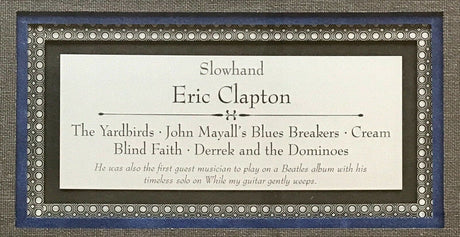 Slowhand
Eric Clapton
The Yardbirds · John Mayall's Blues Breakers · Cream
Blind Faith · Derrek and the Dominoes
He was also the first guest musician to play on a Beatles album with his
timeless solo on While my guitar gently weeps.